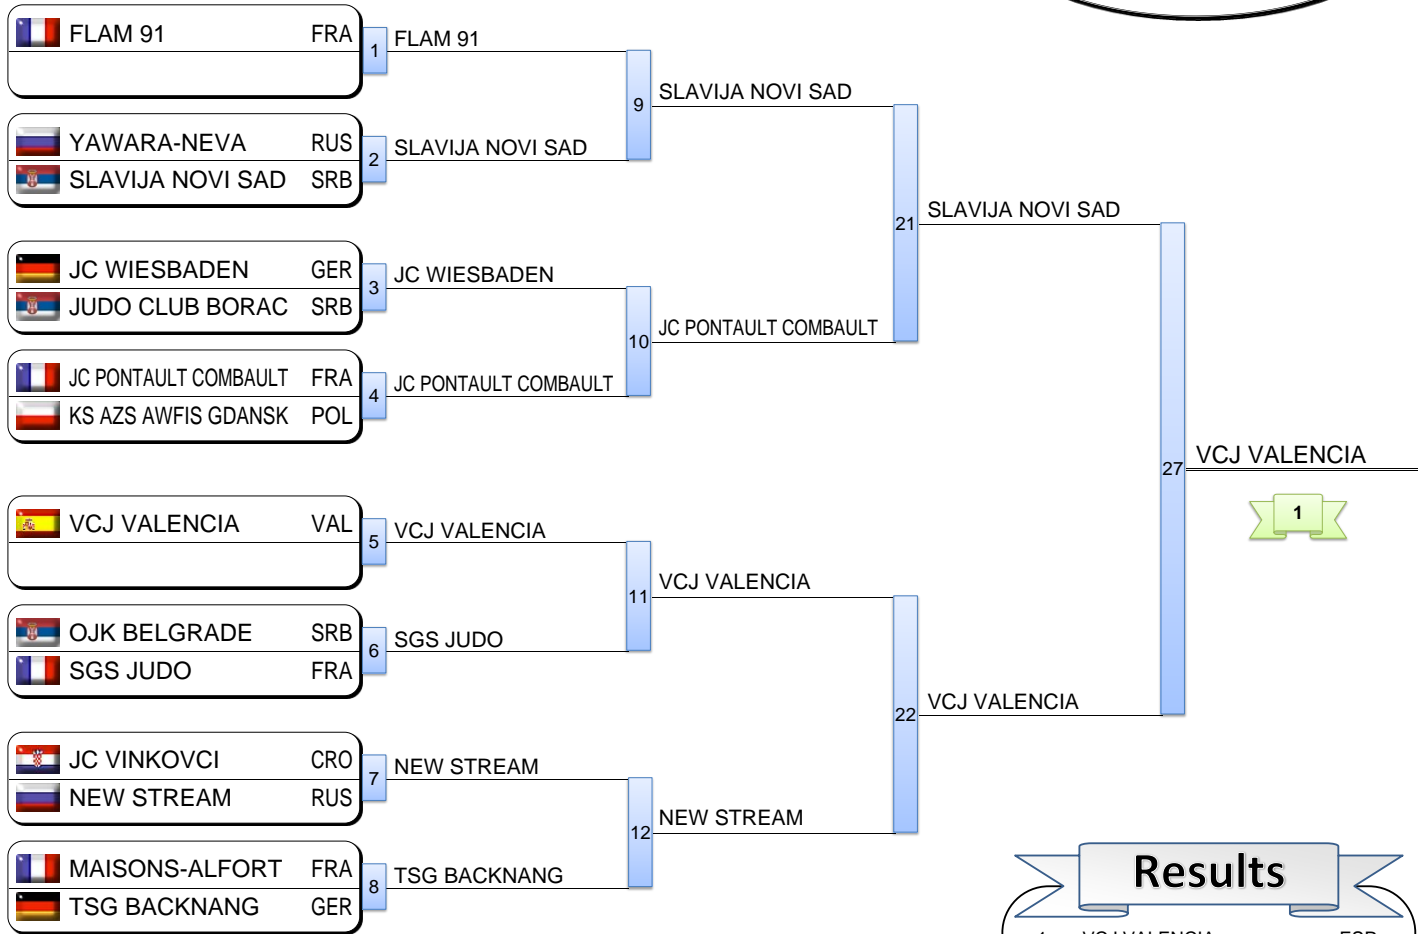 FLAM 91 FRA
1 FLAM 91
9 SLAVIJA NOVI SAD
YAWARA-NEVA RUS
2 SLAVIJA NOVI SAD
SLAVIJA NOVI SAD SRB
21 SLAVIJA NOVI SAD
JC WIESBADEN GER
3 JC WIESBADEN
JUDO CLUB BORAC SRB
10 JC PONTAULT COMBAULT
JC PONTAULT COMBAULT FRA
4 JC PONTAULT COMBAULT
KS AZS AWFIS GDANSK POL
27 VCJ VALENCIA
1
VCJ VALENCIA VAL
5 VCJ VALENCIA
11 VCJ VALENCIA
OJK BELGRADE SRB
6 SGS JUDO
SGS JUDO FRA
22 VCJ VALENCIA
JC VINKOVCI CRO
7 NEW STREAM
NEW STREAM RUS
12 NEW STREAM
MAISONS-ALFORT FRA
8 TSG BACKNANG
TSG BACKNANG GER
Results
1 VCJ VALENCIA ESP